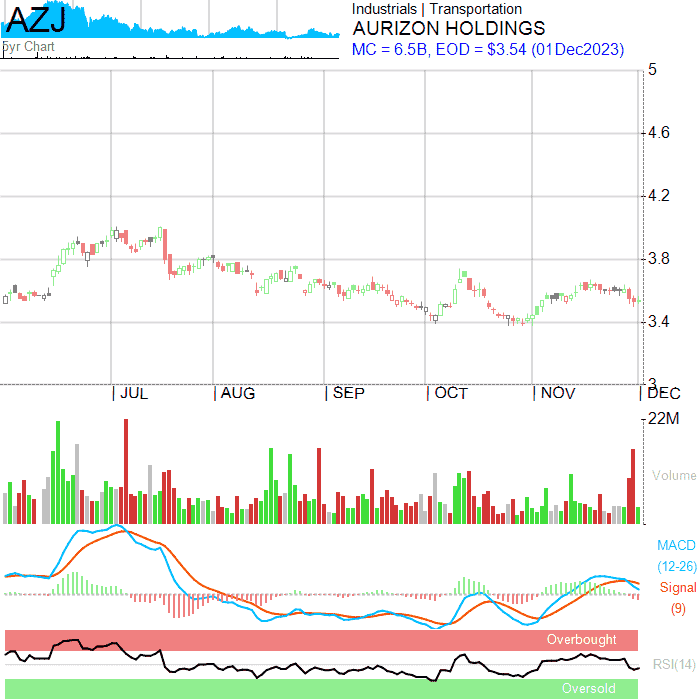 AZJ
5yr Chart
Industrials | Transportation
AURIZON HOLDINGS
MC = 6.5B, EOD = $3.54 (01Dec2023)
5
4.6
4.2
3.8
3.4
3
JUL AUG SEP OCT NOV DEC
22M
Volume
MACD
(12-26)
Signal
(9)
Overbought
RSI(14)
Oversold